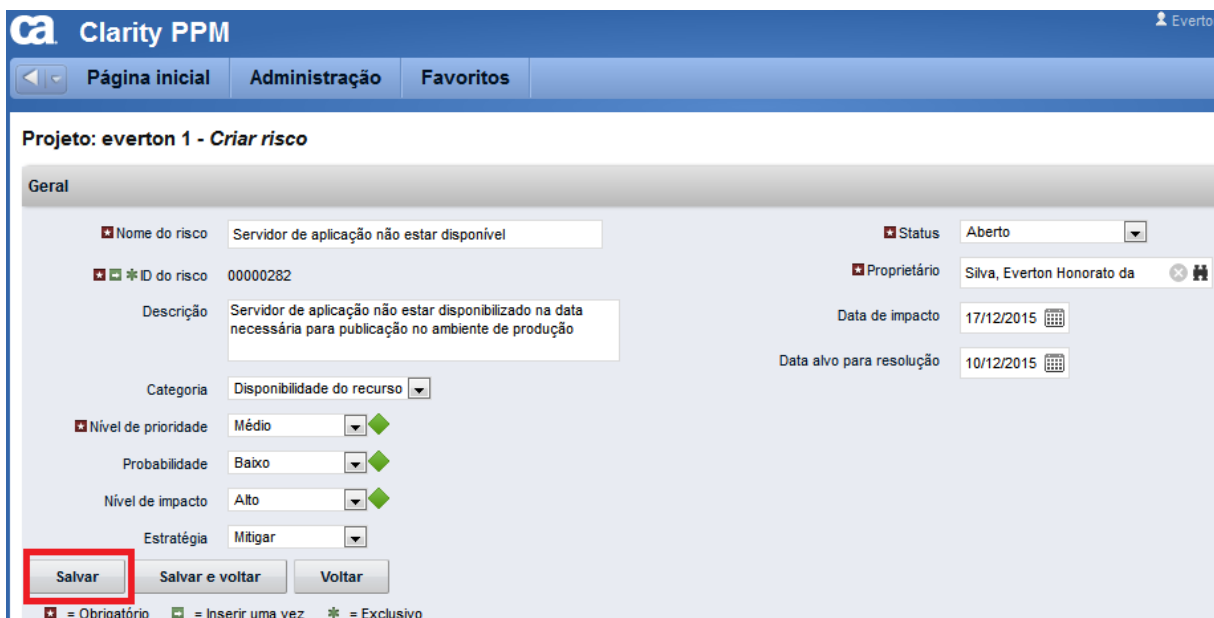 ca Clarity PPM
Everto
Página inicial Administração Favoritos
Projeto: everton 1 - Criar risco
Geral
Nome do risco Servidor de aplicação não estar disponível
ID do risco 00000282
Descrição Servidor de aplicação não estar disponibilizado na data
necessária para publicação no ambiente de produção
Categoria Disponibilidade do recurso
Nível de prioridade Médio
Probabilidade Baixo
Nível de impacto Alto
Estratégia Mitigar
Status Aberto
Proprietário Silva, Everton Honorato da
Data de impacto 17/12/2015
Data alvo para resolução 10/12/2015
Salvar Salvar e voltar Voltar
= Obrigatório = Inserir uma vez = Exclusivo